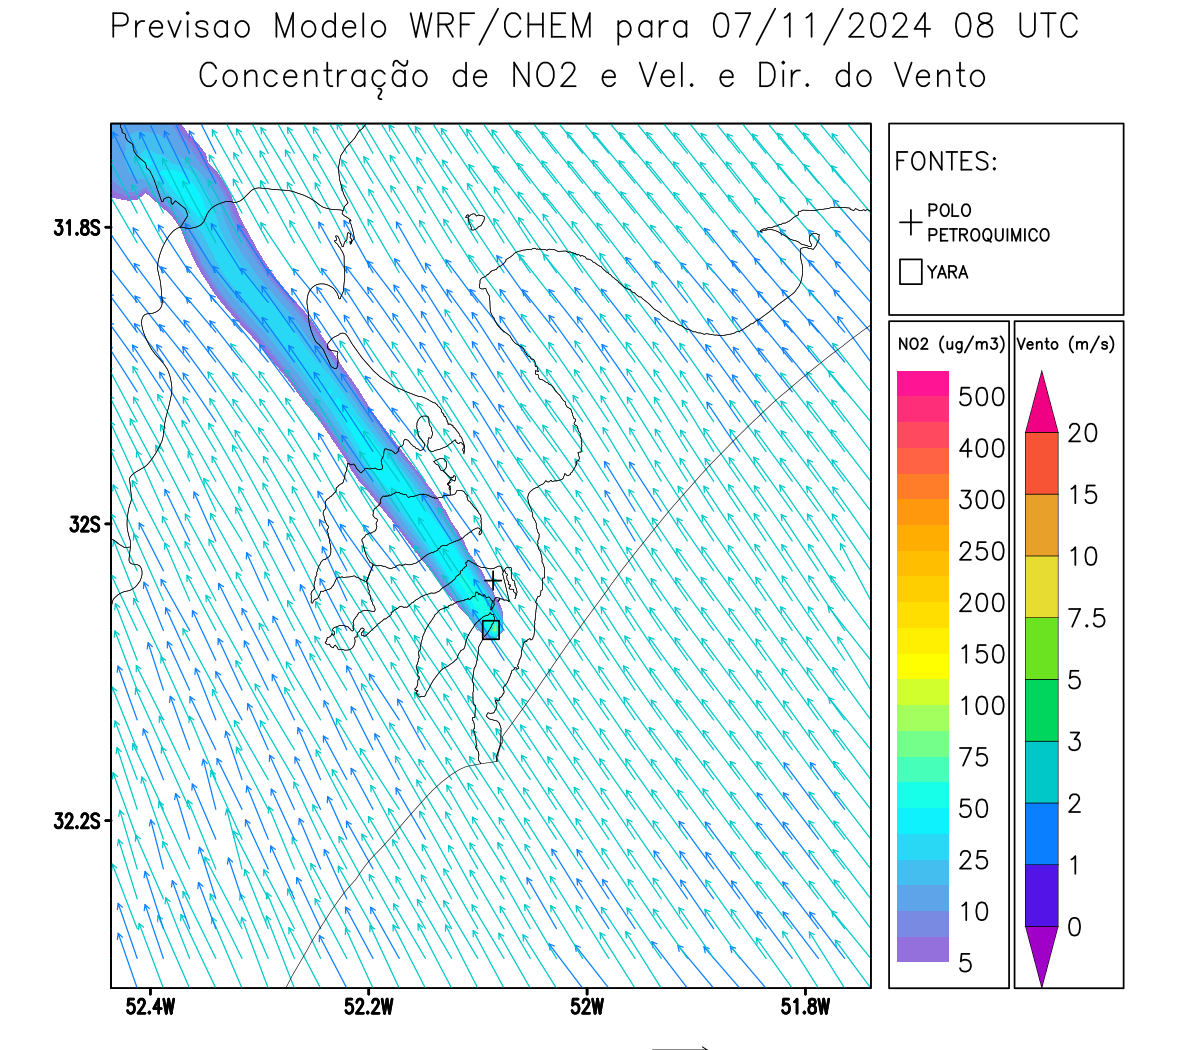 Previsao Modelo WRF/CHEM para 07/11/2024 08 UTC
Concentração de NO2 e Vel. e Dir. do Vento
FONTES:
POLO
PETROQUIMICO
YARA
NO2 (ug/m3)
500
400
300
250
200
150
100
75
50
25
10
5
Vento (m/s)
20
15
10
7.5
5
3
2
1
0
31.8S
32S
32.2S
52.4W
52.2W
52W
51.8W